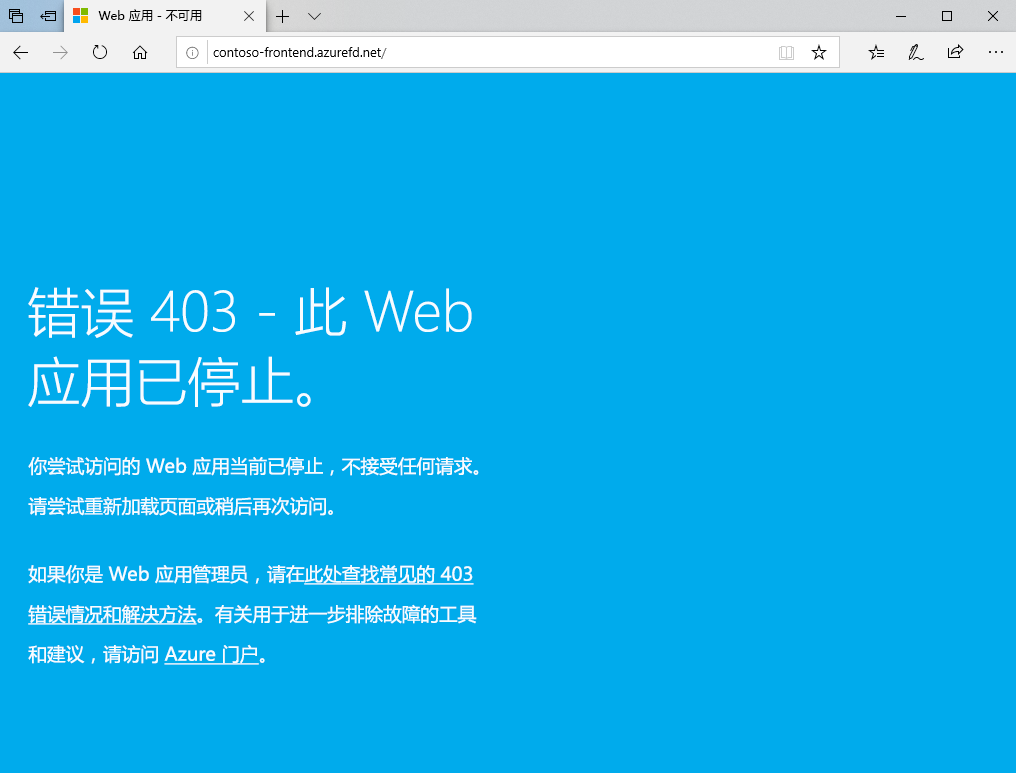 Web 应用 - 不可用
contoso-frontend.azurefd.net/
错误 403 - 此 Web
应用已停止。
你尝试访问的 Web 应用当前已停止，不接受任何请求。
请尝试重新加载页面或稍后再次访问。
如果你是 Web 应用管理员，请在此处查找常见的 403
错误情况和解决方法。有关用于进一步排除故障的工具
和建议，请访问 Azure 门户。